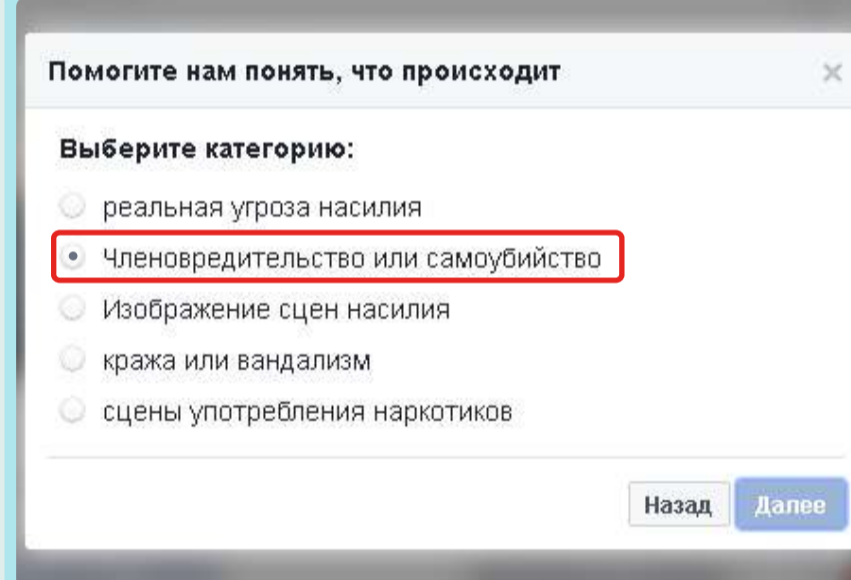 Помогите нам понять, что происходит
Выберите категорию:
реальная угроза насилия
Членовредительство или самоубийство
Изображение сцен насилия
кража или вандализм
сцены употребления наркотиков
Назад Далее